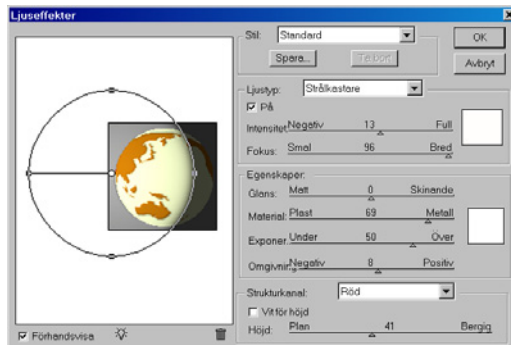 Ljuseffekter
Stil: Standard
OK
Spara... Ta bort
Avbryt
Ljustyp: Strålkastare
På
Intensitet: Negativ 13 Full
Fokus: Smal 96 Bred
Egenskaper:
Glans: Matt 0 Skinande
Material: Plast 69 Metall
Exponer. Under 50 Över
Omgivn. Negativ 8 Positiv
Strukturkanal: Röd
Vit för höjd
Höjd: Plan 41 Bergig
Förhandsvisa